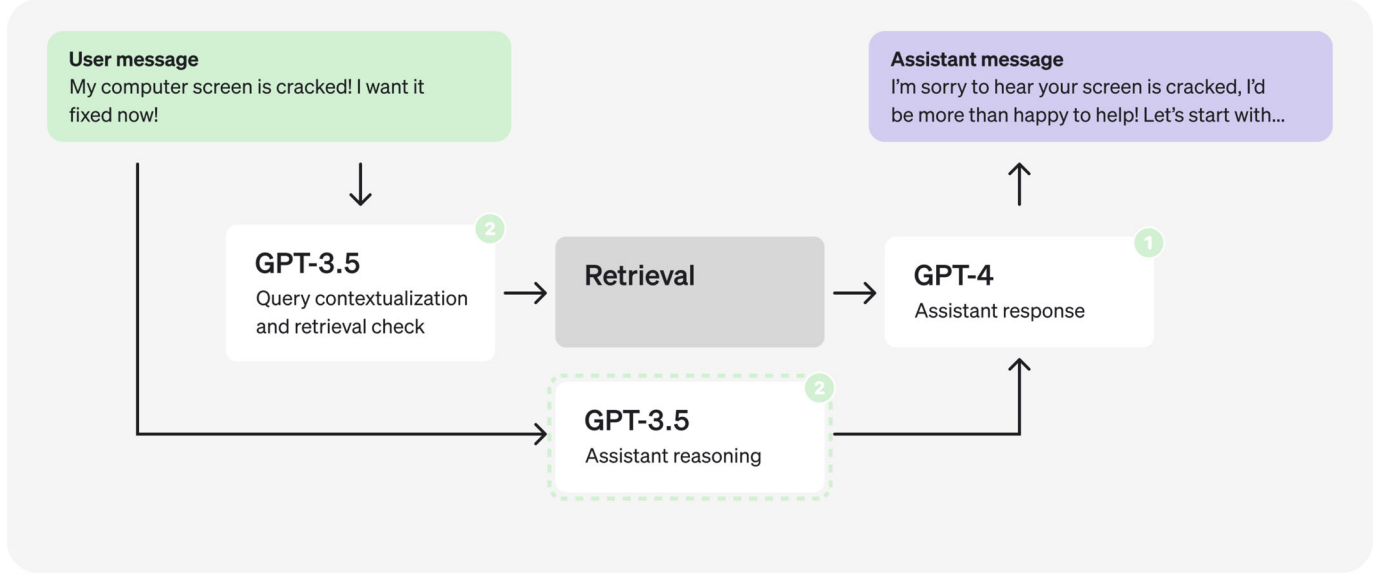 User message
My computer screen is cracked! I want it
fixed now!
Assistant message
I'm sorry to hear your screen is cracked, I'd
be more than happy to help! Let's start with...
2
GPT-3.5
Query contextualization
and retrieval check
Retrieval
1
GPT-4
Assistant response
2
GPT-3.5
Assistant reasoning